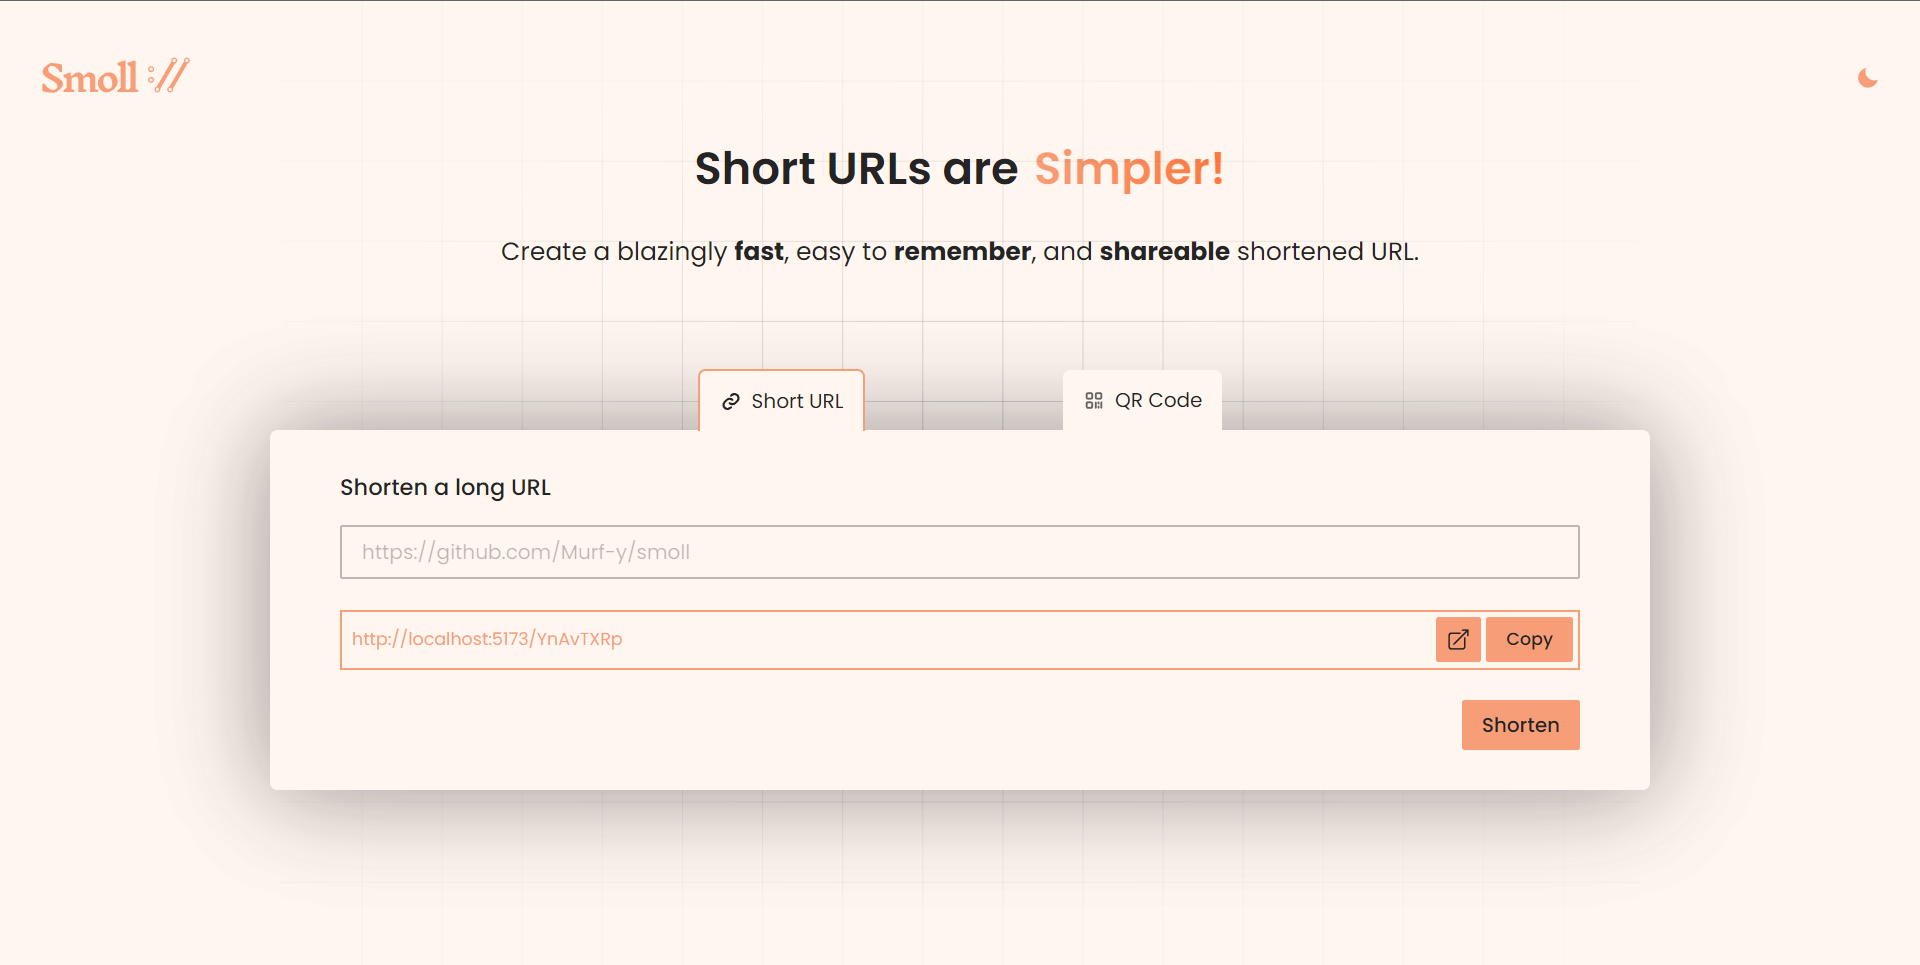 Smoll ://
Short URLs are Simpler!
Create a blazingly fast, easy to remember, and shareable shortened URL.
Short URL
QR Code
Shorten a long URL
https://github.com/Murf-y/smoll
http://localhost:5173/YnAvTXRp
Copy
Shorten